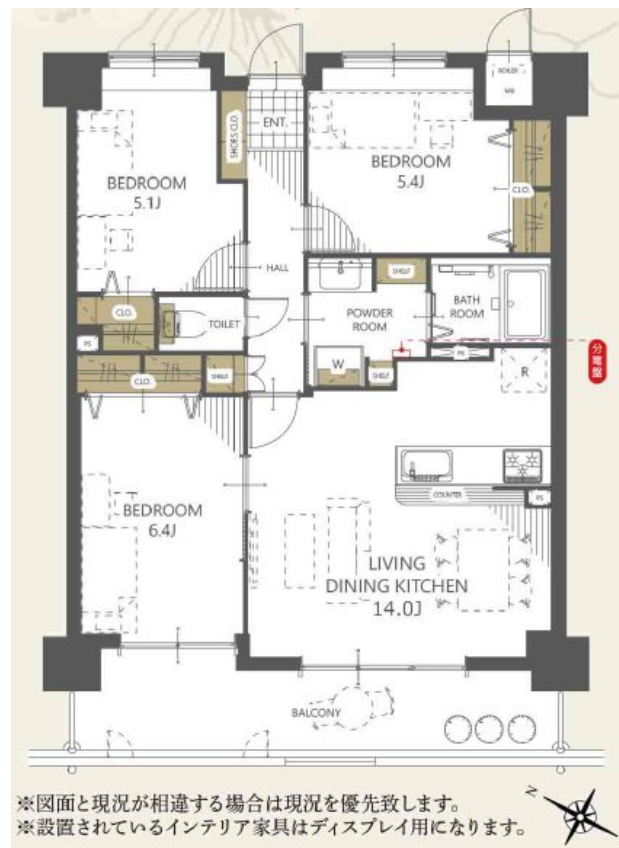 BOILER
MB
ENT.
SHOES CLO.
BEDROOM
5.1J
BEDROOM
5.4J
CLO.
HALL
SHELF
CLO.
TOILET
POWDER
ROOM
BATH
ROOM
PS
PS
分電盤
W
SHELF
R
SHELF
CLO.
COUNTER
PS
BEDROOM
6.4J
LIVING
DINING KITCHEN
14.0J
BALCONY
N
※図面と現況が相違する場合は現況を優先致します。
※設置されているインテリア家具はディスプレイ用になります。